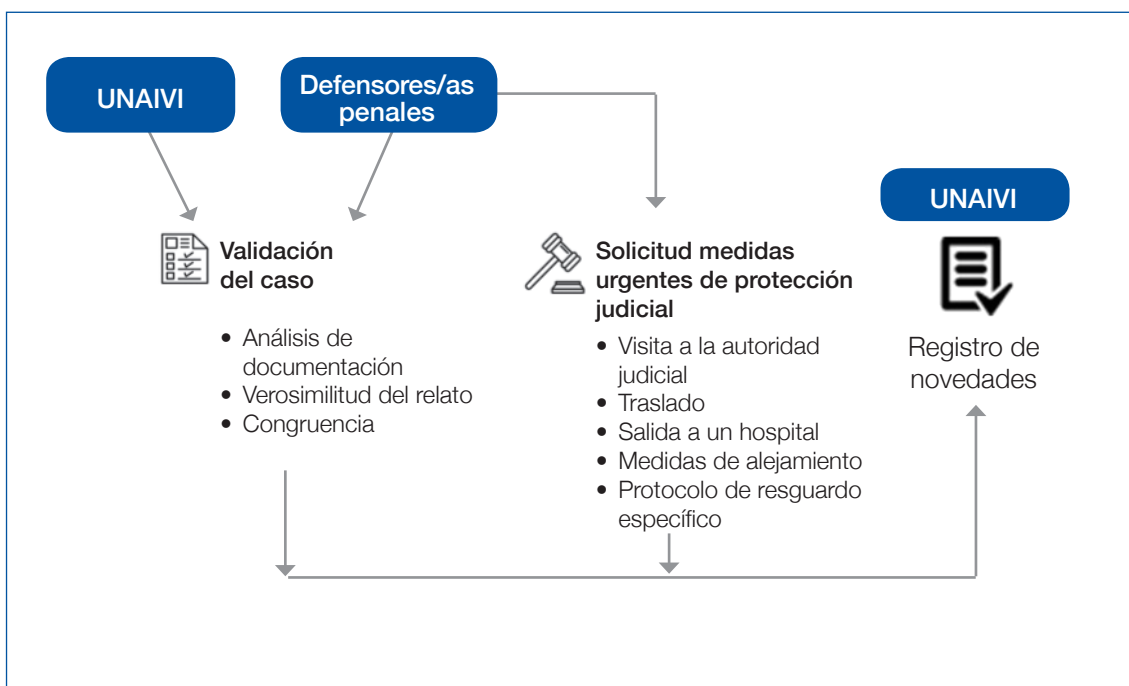 UNAIVI
Defensores/as
penales
Validación
del caso
• Análisis de
documentación
• Verosimilitud del relato
• Congruencia
Solicitud medidas
urgentes de protección
judicial
• Visita a la autoridad
judicial
• Traslado
• Salida a un hospital
• Medidas de alejamiento
• Protocolo de resguardo
específico
UNAIVI
Registro de
novedades